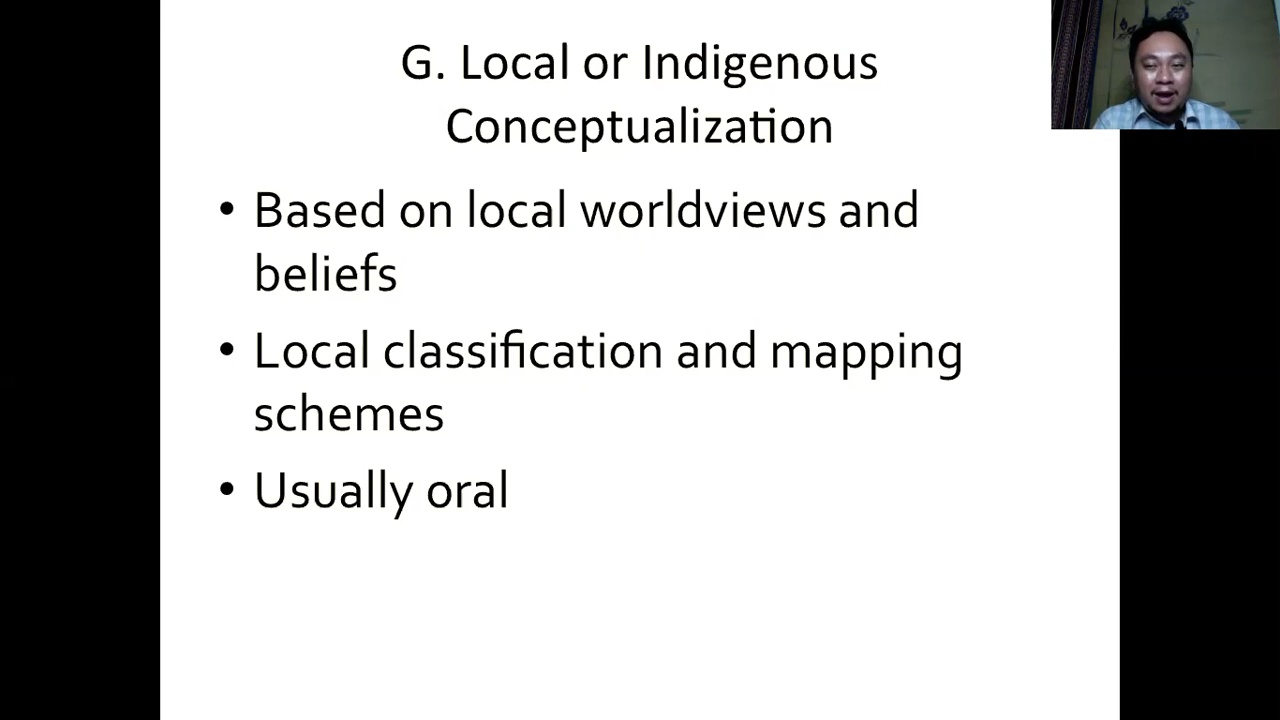 G. Local or Indigenous
Conceptualization
• Based on local worldviews and
beliefs
• Local classification and mapping
schemes
• Usually oral